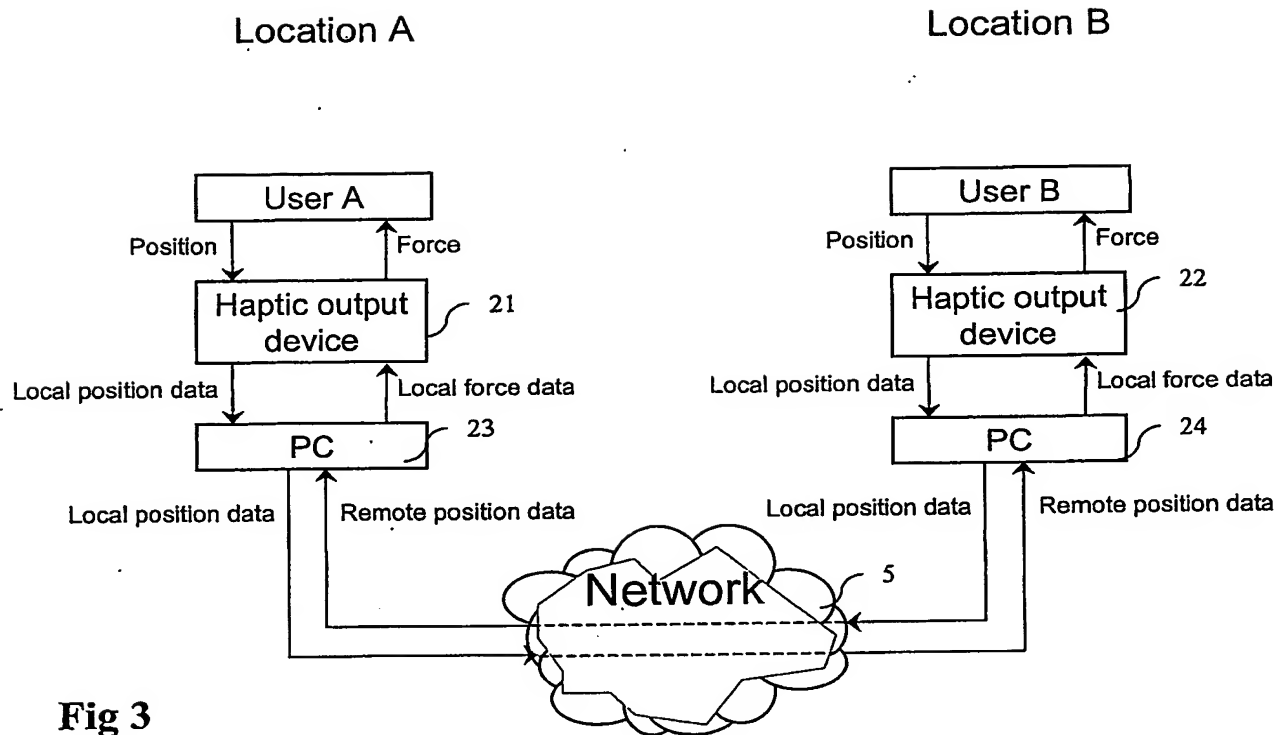 Location A
Location B
User A
User B
Position
Force
Position
Force
Haptic output
device
21
Haptic output
device
22
Local position data
Local force data
Local position data
Local force data
PC
23
PC
24
Local position data
Remote position data
Local position data
Remote position data
Network
5
Fig 3